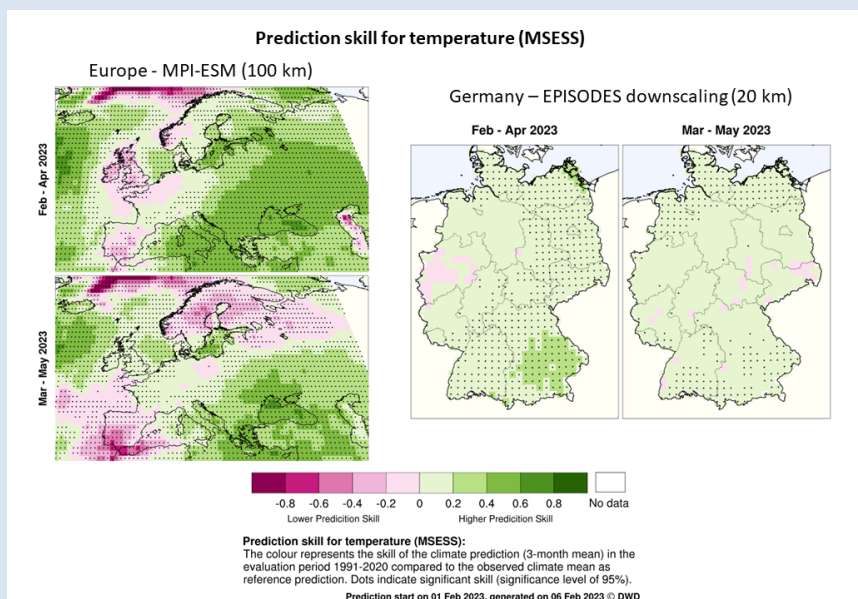 Prediction skill for temperature (MSESS)
Europe - MPI-ESM (100 km)
Germany – EPISODES downscaling (20 km)
Feb - Apr 2023
Mar - May 2023
Feb - Apr 2023
Mar - May 2023
-0.8 -0.6 -0.4 -0.2 0 0.2 0.4 0.6 0.8 No data
Lower Predicition Skill Higher Predicition Skill
Prediction skill for temperature (MSESS):
The colour represents the skill of the climate prediction (3-month mean) in the
evaluation period 1991-2020 compared to the observed climate mean as
reference prediction. Dots indicate significant skill (significance level of 95%).
Prediction start on 01 Feb 2023, generated on 06 Feb 2023 © DWD